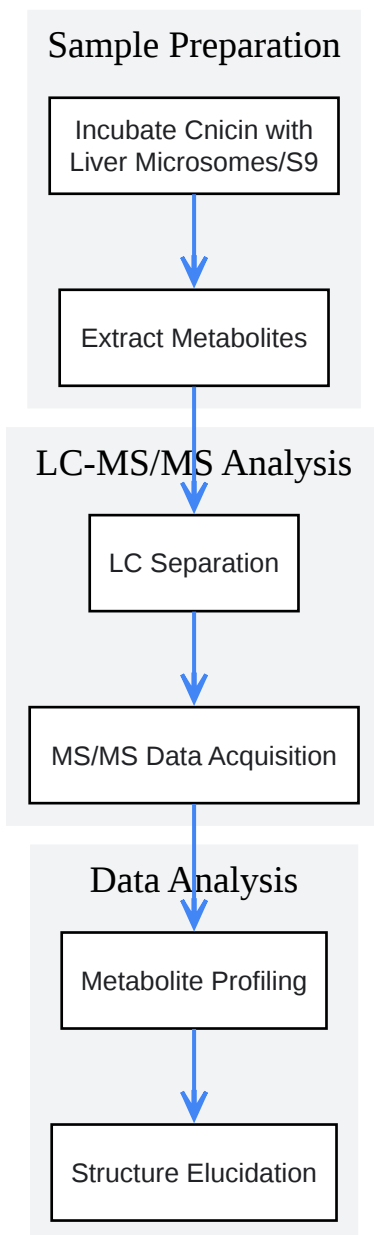 Sample Preparation
Incubate Cnicin with
Liver Microsomes/S9
Extract Metabolites
LC-MS/MS Analysis
LC Separation
MS/MS Data Acquisition
Data Analysis
Metabolite Profiling
Structure Elucidation